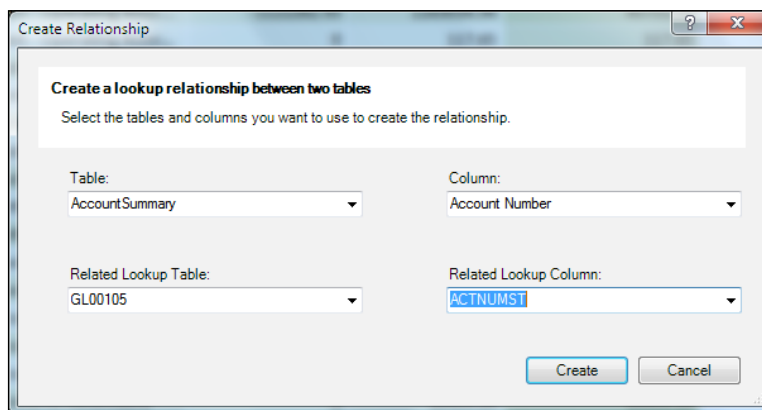 Create Relationship
?
Create a lookup relationship between two tables
Select the tables and columns you want to use to create the relationship.
Table:
Column:
AccountSummary
Account Number
Related Lookup Table:
Related Lookup Column:
GL00105
ACTNUMST
Create
Cancel